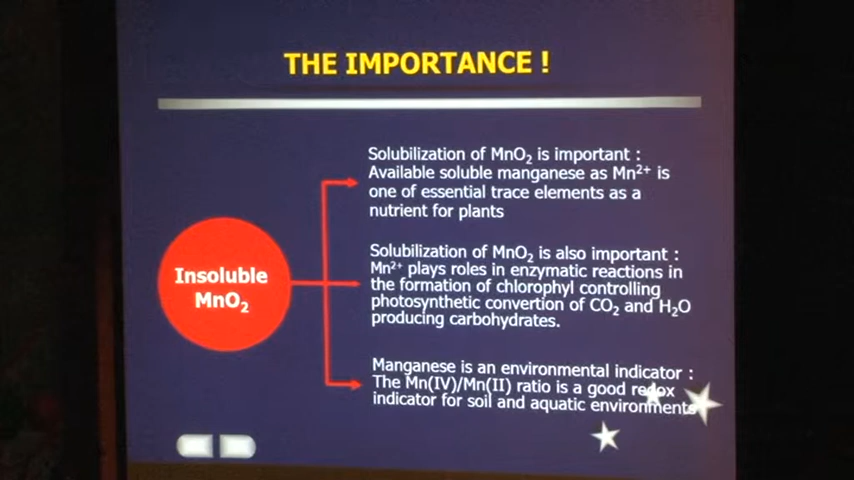 THE IMPORTANCE !
Solubilization of MnO₂ is important :
Available soluble manganese as Mn²⁺ is
one of essential trace elements as a
nutrient for plants
Insoluble
MnO₂
Solubilization of MnO₂ is also important :
Mn²⁺ plays roles in enzymatic reactions in
the formation of chlorophyl controlling
photosynthetic convertion of CO₂ and H₂O
producing carbohydrates.
Manganese is an environmental indicator :
The Mn(IV)/Mn(II) ratio is a good redox
indicator for soil and aquatic environments